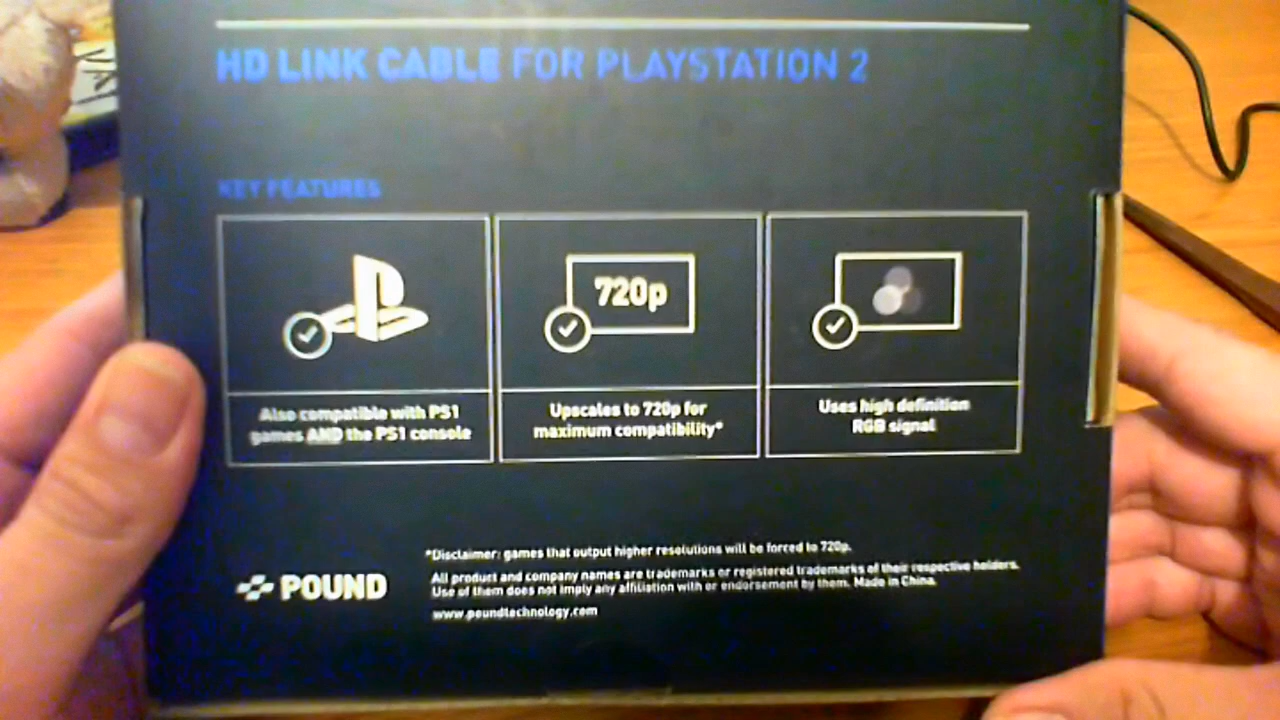 HD LINK CABLE FOR PLAYSTATION 2
KEY FEATURES
720p
Also compatible with PS1
games AND the PS1 console
Upscales to 720p for
maximum compatibility*
Uses high definition
RGB signal
*Disclaimer: games that output higher resolutions will be forced to 720p.
POUND
All product and company names are trademarks or registered trademarks of their respective holders.
Use of them does not imply any affiliation with or endorsement by them. Made in China.
www.poundtechnology.com